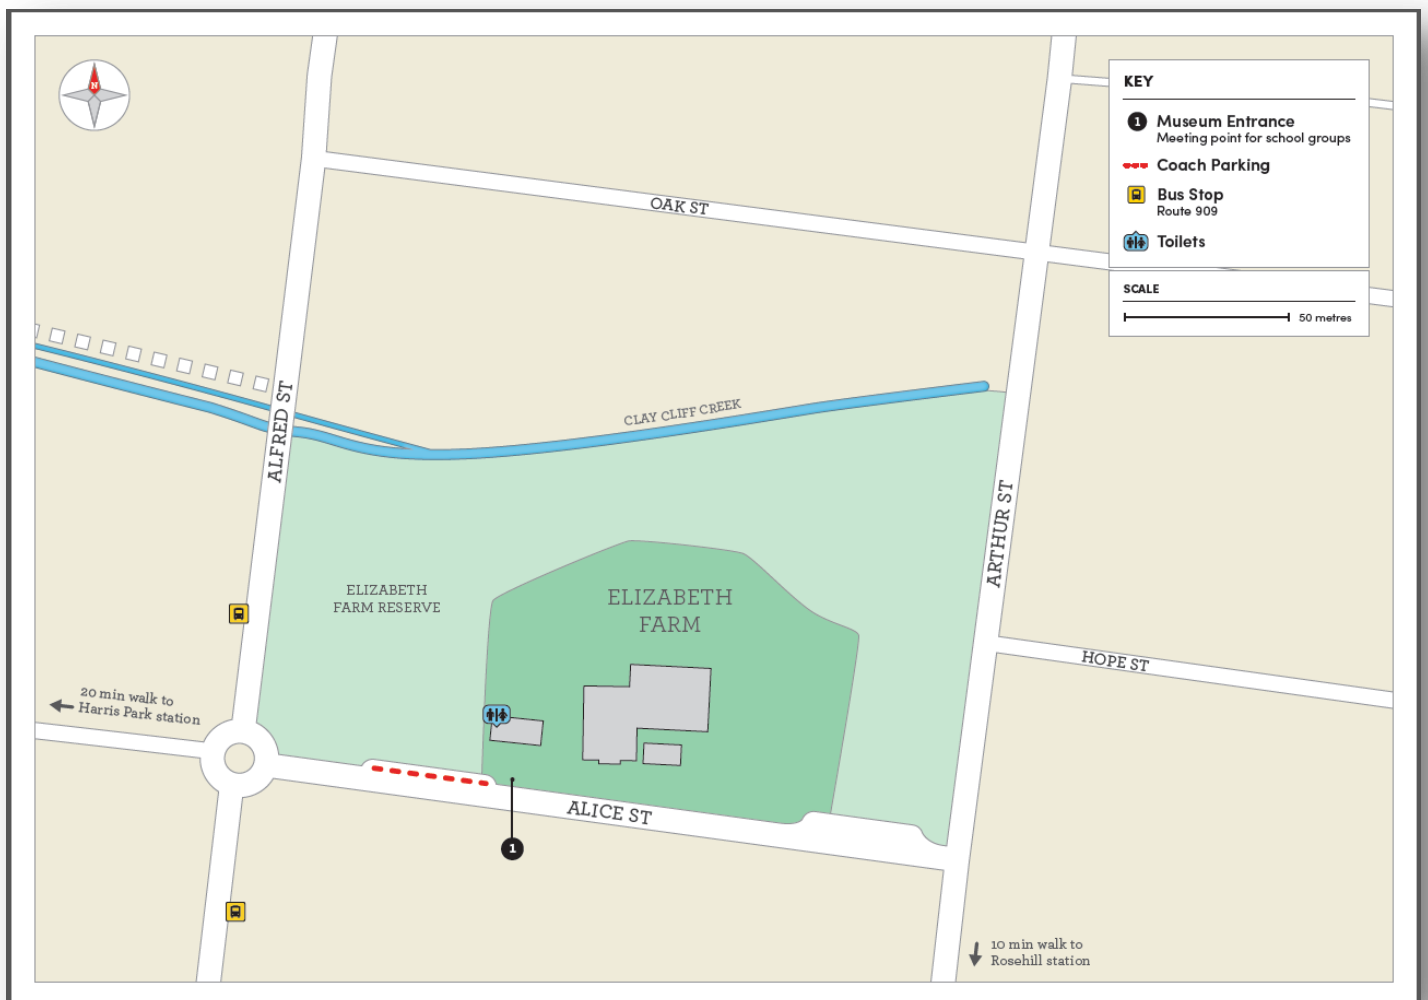 N
KEY
1 Museum Entrance
Meeting point for school groups
Coach Parking
Bus Stop
Route 909
Toilets
SCALE
50 metres
OAK ST
CLAY CLIFF CREEK
ALFRED ST
ARTHUR ST
ELIZABETH
FARM RESERVE
ELIZABETH
FARM
HOPE ST
20 min walk to
Harris Park station
ALICE ST
1
10 min walk to
Rosehill station